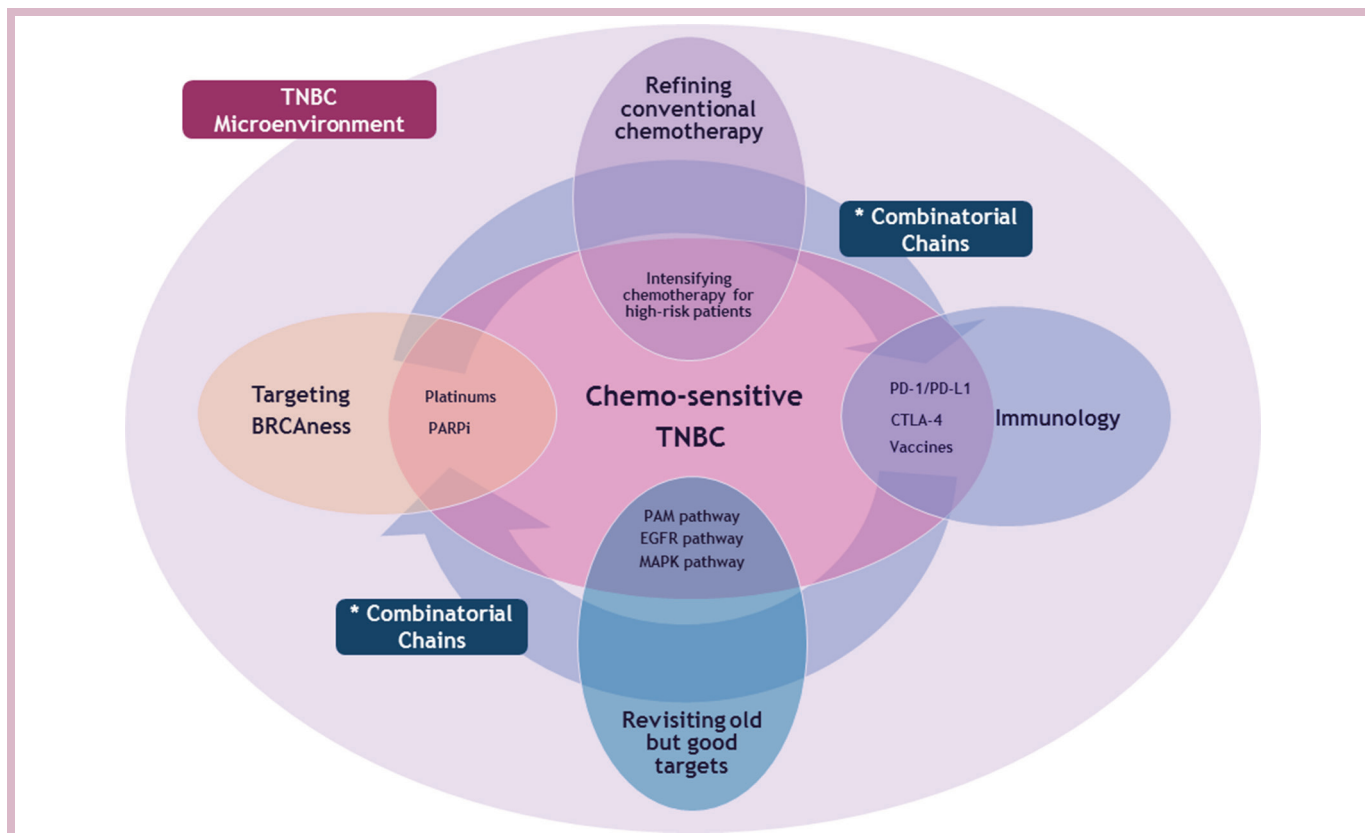 TNBC
Microenvironment
Refining
conventional
chemotherapy
* Combinatorial
Chains
Intensifying
chemotherapy for
high-risk patients
Targeting
BRCAness
Platinums
PARPi
Chemo-sensitive
TNBC
PD-1/PD-L1
CTLA-4
Vaccines
Immunology
PAM pathway
EGFR pathway
MAPK pathway
* Combinatorial
Chains
Revisiting old
but good
targets